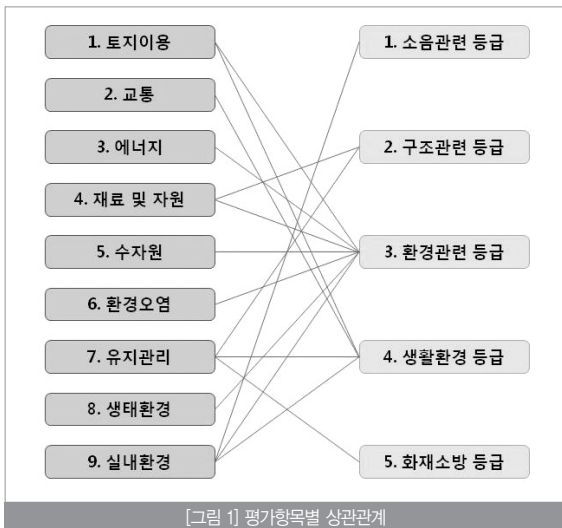 1. 토지이용
2. 교통
3. 에너지
4. 재료 및 자원
5. 수자원
6. 환경오염
7. 유지관리
8. 생태환경
9. 실내환경
1. 소음관련 등급
2. 구조관련 등급
3. 환경관련 등급
4. 생활환경 등급
5. 화재소방 등급
[그림 1] 평가항목별 상관관계